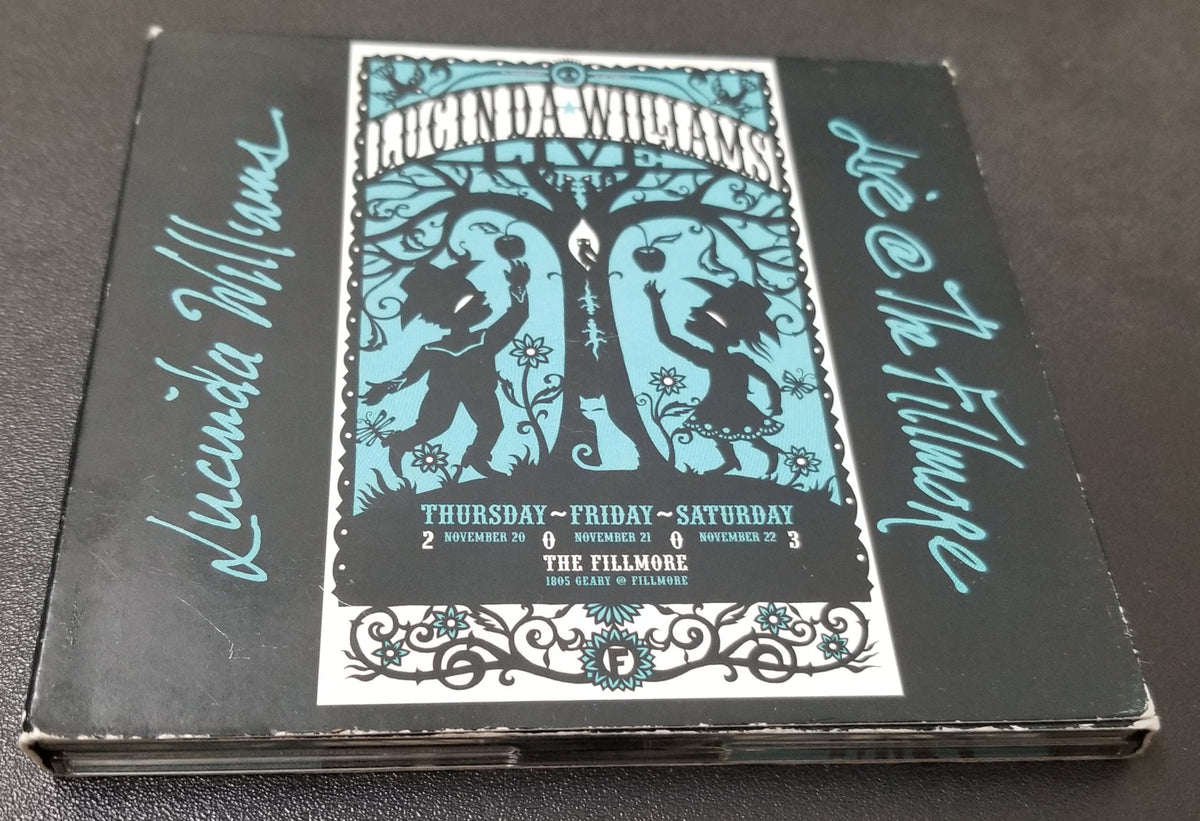 Lucinda Williams
LUCINDA WILLIAMS
LIVE
THURSDAY~FRIDAY~SATURDAY
2 NOVEMBER 20 0 NOVEMBER 21 0 NOVEMBER 22 3
THE FILLMORE
1805 GEARY @ FILLMORE
F
Live @ The Fillmore